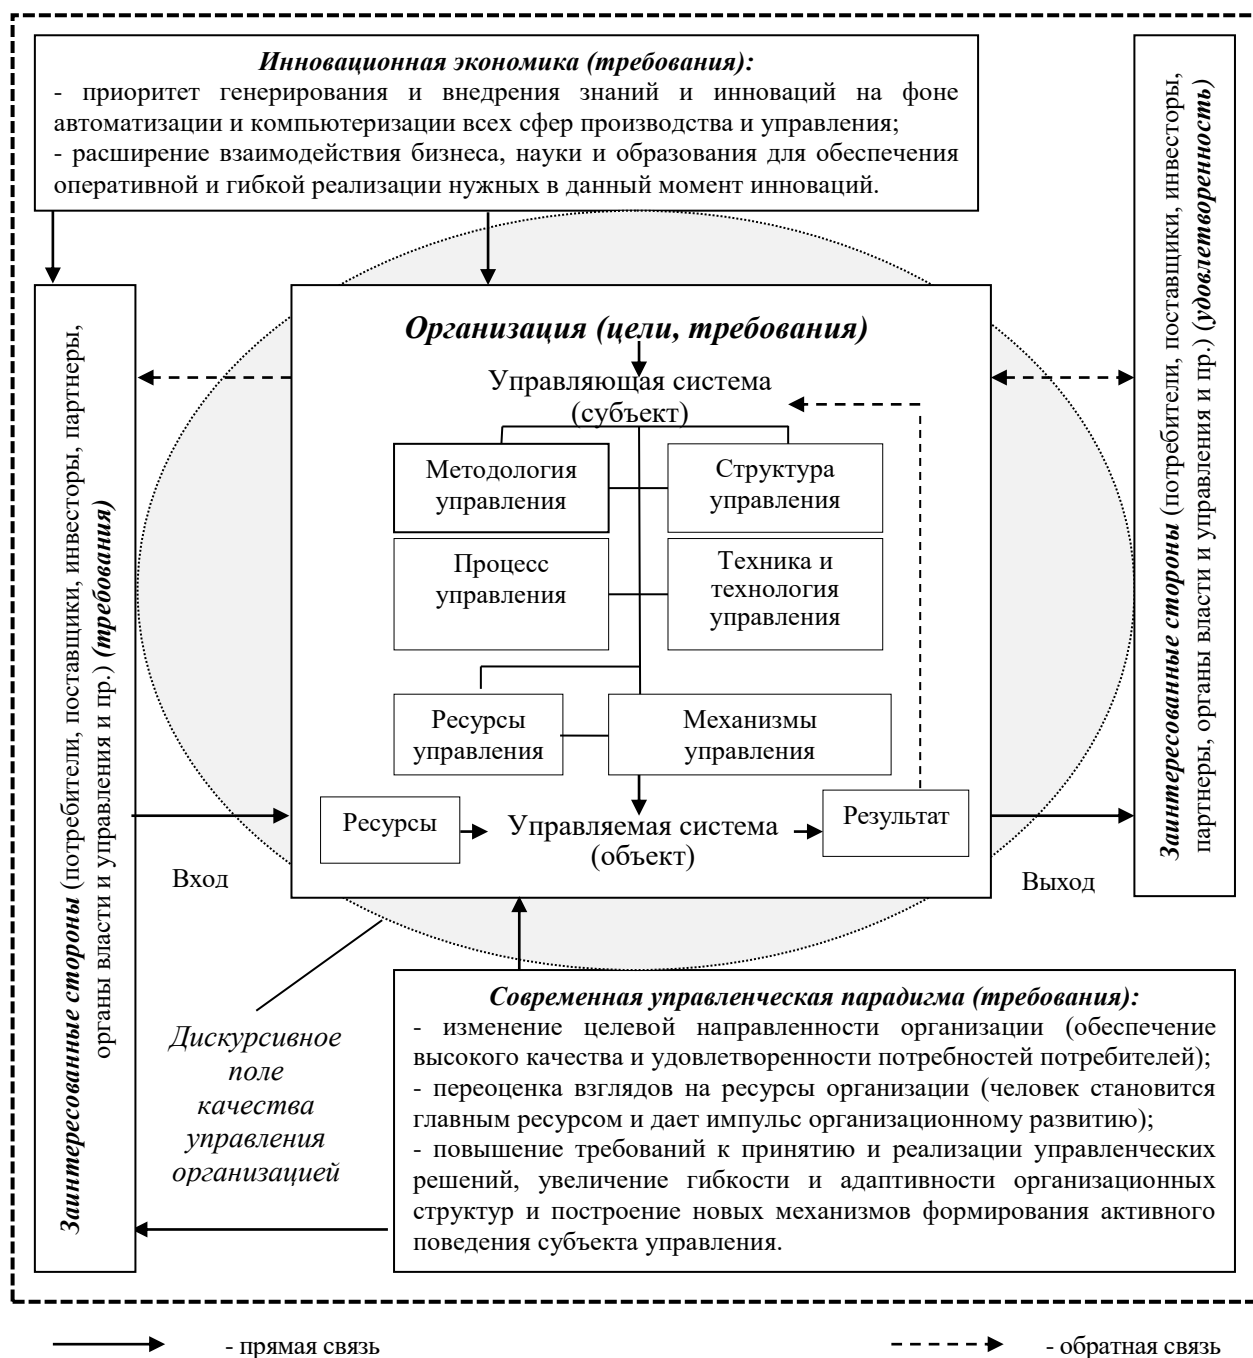 Инновационная экономика (требования):
- приоритет генерирования и внедрения знаний и инноваций на фоне
автоматизации и компьютеризации всех сфер производства и управления;
- расширение взаимодействия бизнеса, науки и образования для обеспечения
оперативной и гибкой реализации нужных в данный момент инноваций.
Заинтересованные стороны (потребители, поставщики, инвесторы, партнеры,
органы власти и управления и пр.) (требования)
Организация (цели, требования)
Управляющая система
(субъект)
Методология
управления
Структура
управления
Процесс
управления
Техника и
технология
управления
Ресурсы
управления
Механизмы
управления
Ресурсы
Управляемая система
(объект)
Результат
Вход
Выход
Заинтересованные стороны (потребители, поставщики, инвесторы,
партнеры, органы власти и управления и пр.) (удовлетворенность)
Дискурсивное
поле
качества
управления
организацией
Современная управленческая парадигма (требования):
- изменение целевой направленности организации (обеспечение
высокого качества и удовлетворенности потребностей потребителей);
- переоценка взглядов на ресурсы организации (человек становится
главным ресурсом и дает импульс организационному развитию);
- повышение требований к принятию и реализации управленческих
решений, увеличение гибкости и адаптивности организационных
структур и построение новых механизмов формирования активного
поведения субъекта управления.
- прямая связь
- обратная связь